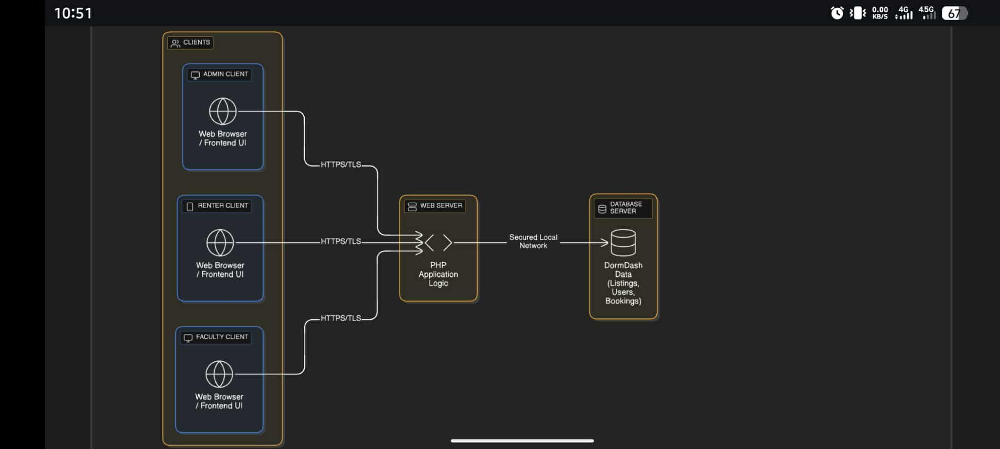 10:51
0.00
KB/S
4G
4.5G
67
CLIENTS
ADMIN CLIENT
Web Browser
/ Frontend UI
HTTPS/TLS
RENTER CLIENT
Web Browser
/ Frontend UI
HTTPS/TLS
FACULTY CLIENT
Web Browser
/ Frontend UI
HTTPS/TLS
WEB SERVER
PHP
Application
Logic
Secured Local
Network
DATABASE
SERVER
DormDash
Data
(Listings,
Users,
Bookings)